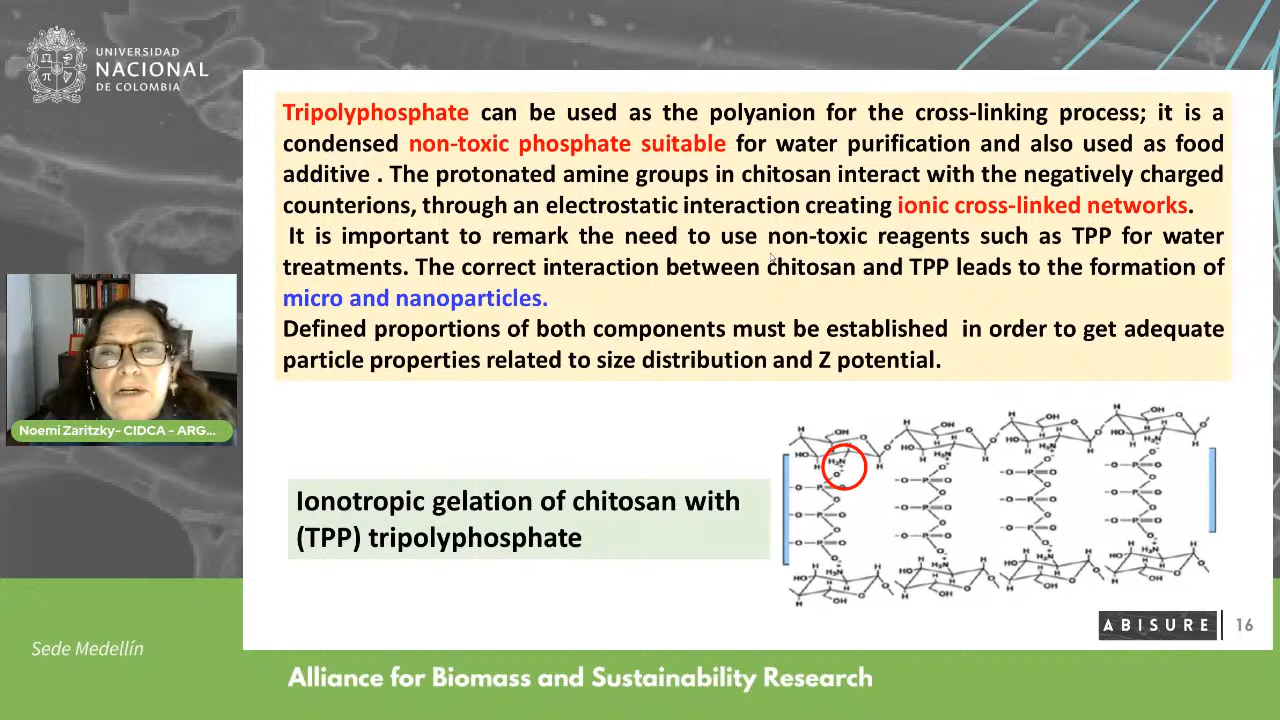 UNIVERSIDAD
NACIONAL
DE COLOMBIA
Tripolyphosphate can be used as the polyanion for the cross-linking process; it is a
condensed non-toxic phosphate suitable for water purification and also used as food
additive . The protonated amine groups in chitosan interact with the negatively charged
counterions, through an electrostatic interaction creating ionic cross-linked networks.
It is important to remark the need to use non-toxic reagents such as TPP for water
treatments. The correct interaction between chitosan and TPP leads to the formation of
micro and nanoparticles.
Defined proportions of both components must be established in order to get adequate
particle properties related to size distribution and Z potential.
Noemi Zaritzky- CIDCA - ARG...
Ionotropic gelation of chitosan with
(TPP) tripolyphosphate
ABISURE
16
Sede Medellín
Alliance for Biomass and Sustainability Research